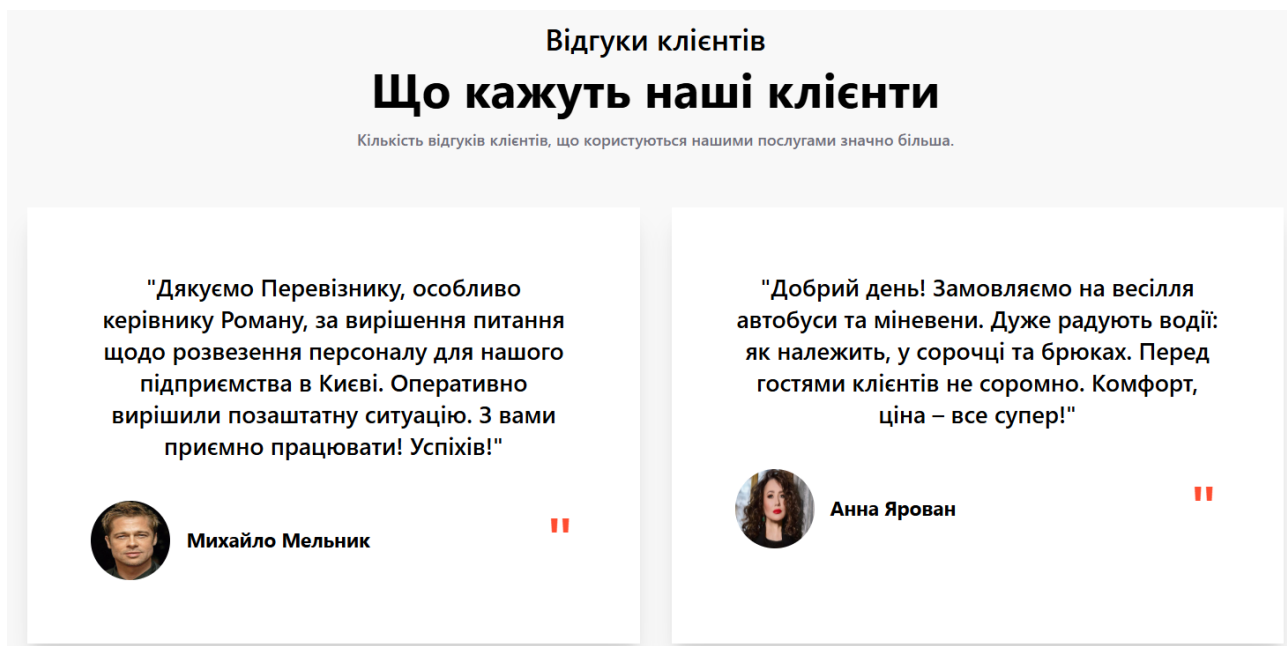 Відгуки клієнтів
Що кажуть наші клієнти
Кількість відгуків клієнтів, що користуються нашими послугами значно більша.
"Дякуємо Перевізнику, особливо
керівнику Роману, за вирішення питання
щодо розвезення персоналу для нашого
підприємства в Києві. Оперативно
вирішили позаштатну ситуацію. З вами
приємно працювати! Успіхів!"
Михайло Мельник
"
"Добрий день! Замовляємо на весілля
автобуси та міневени. Дуже радують водії:
як належить, у сорочці та брюках. Перед
гостями клієнтів не соромно. Комфорт,
ціна – все супер!"
Анна Ярован
"